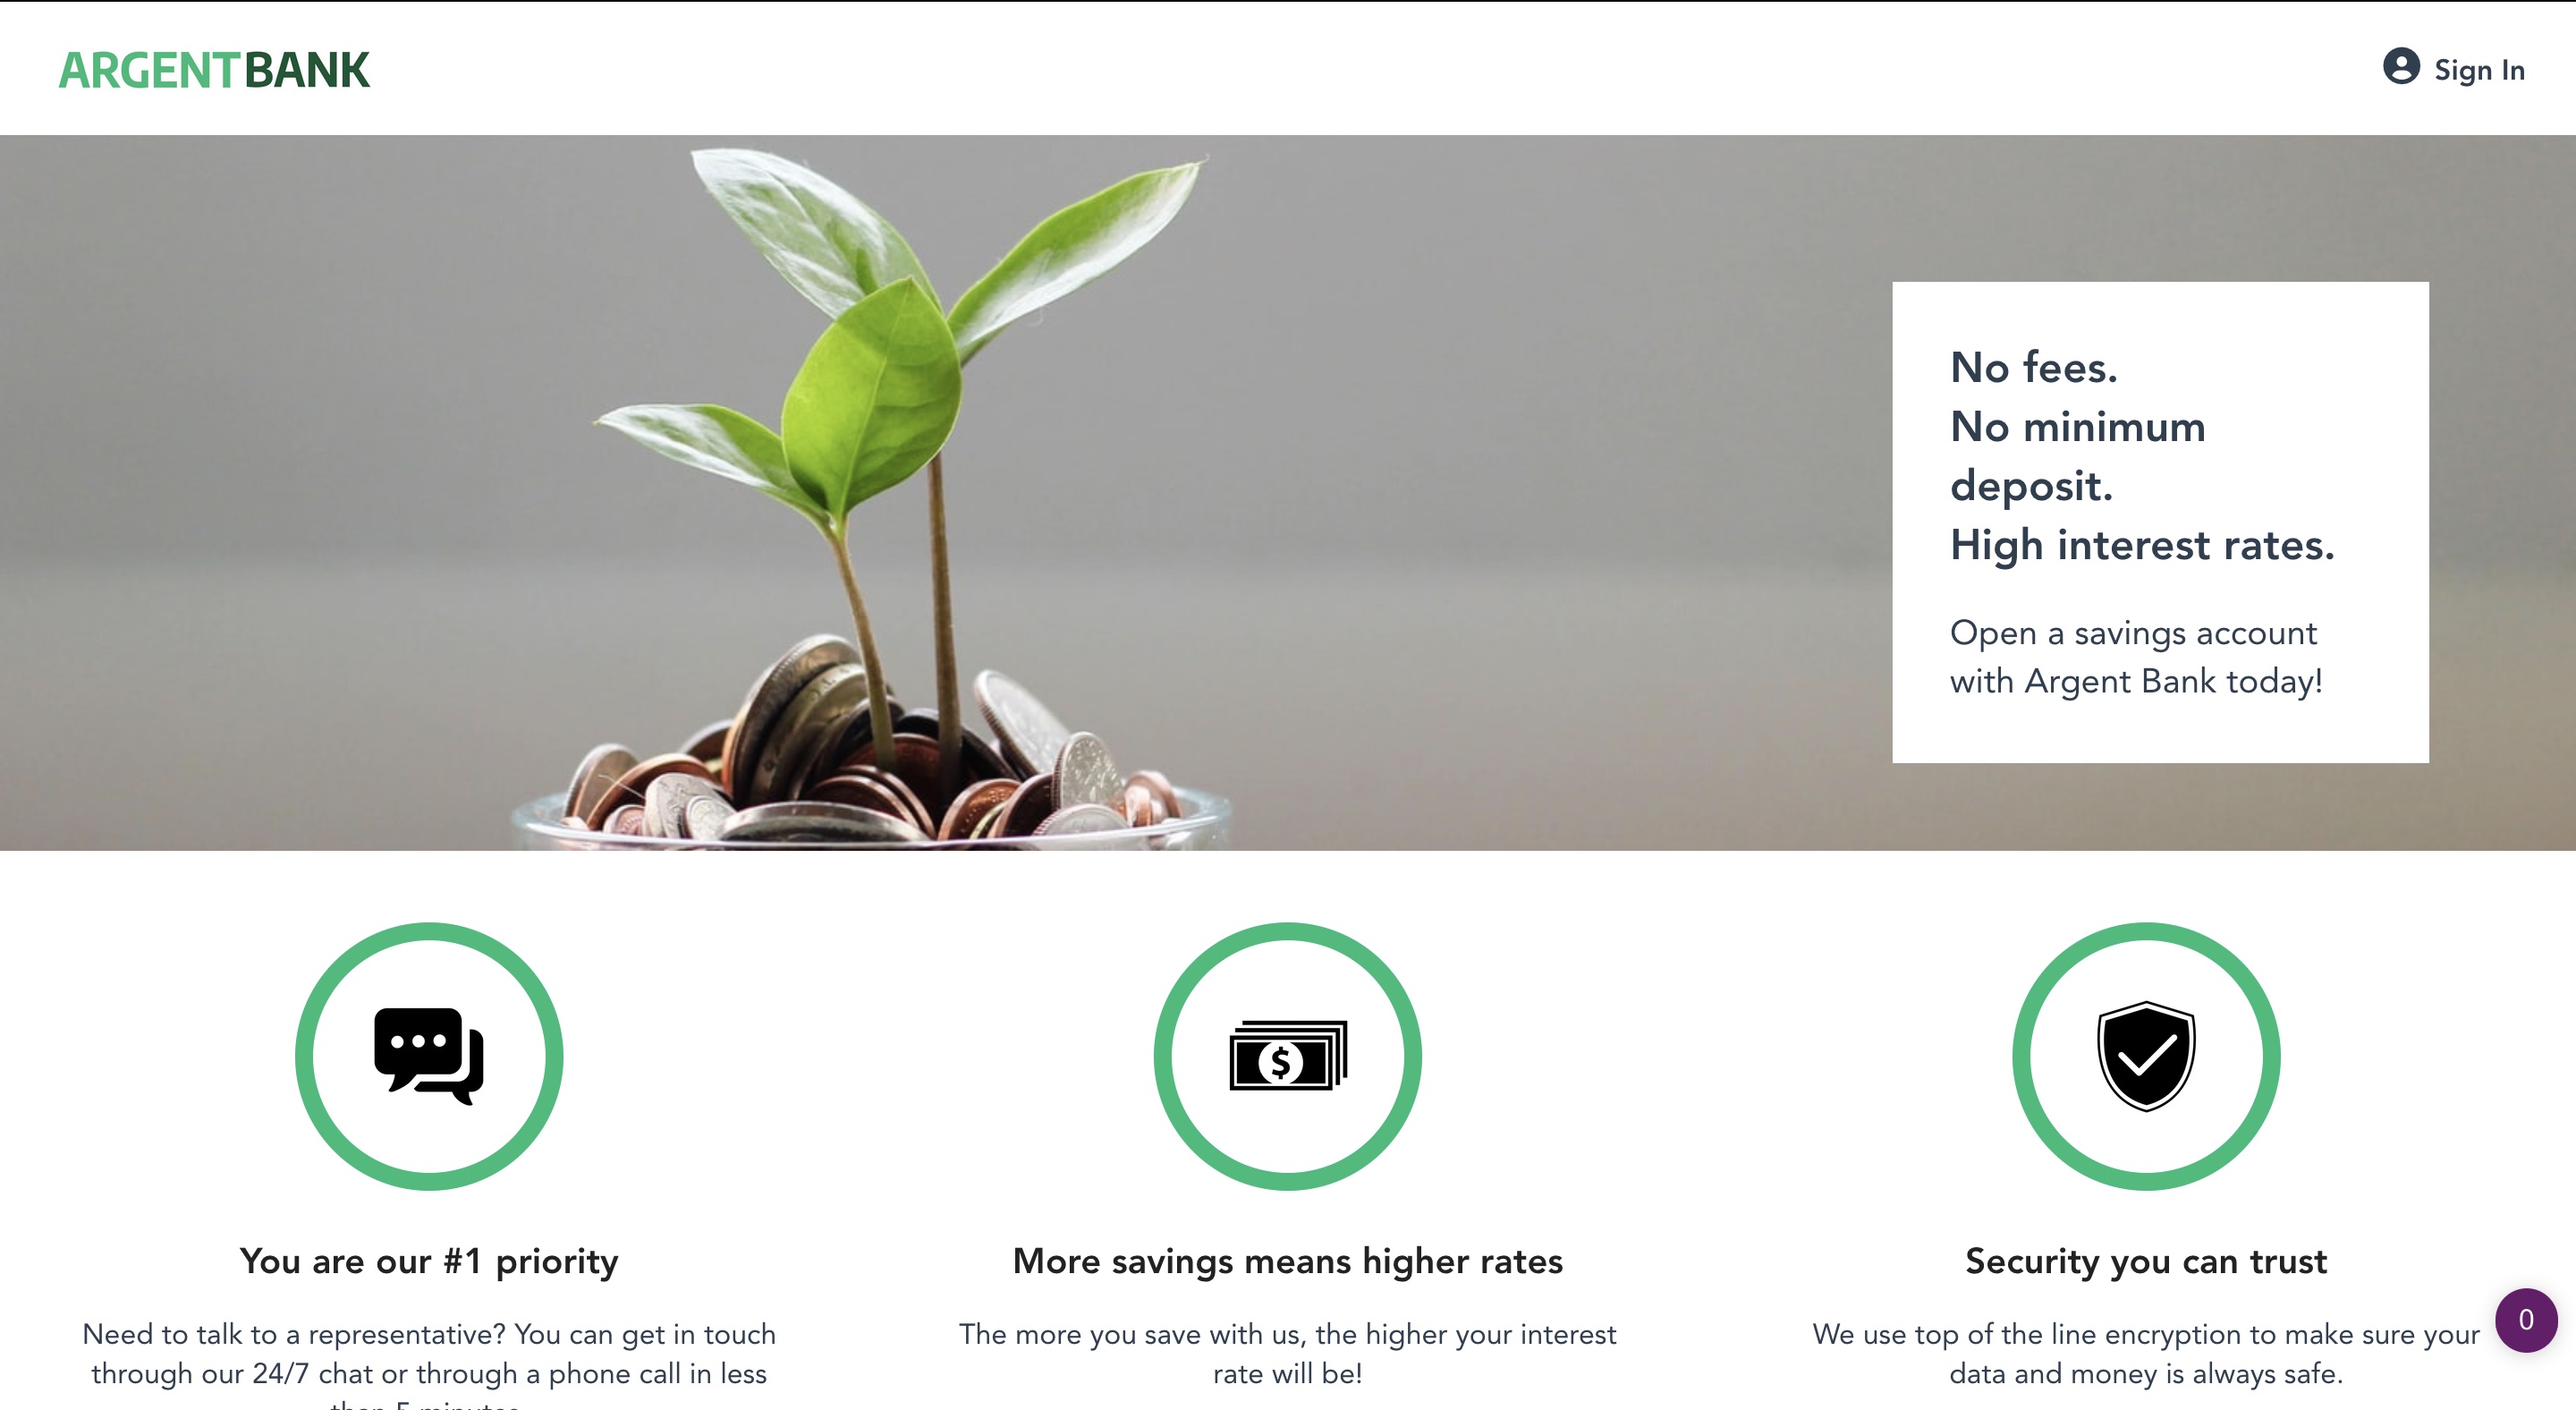 ARGENTBANK
Sign In
No fees.
No minimum
deposit.
High interest rates.
Open a savings account
with Argent Bank today!
You are our #1 priority
Need to talk to a representative? You can get in touch
through our 24/7 chat or through a phone call in less
than 5 minutes.
More savings means higher rates
The more you save with us, the higher your interest
rate will be!
Security you can trust
We use top of the line encryption to make sure your
data and money is always safe.
0